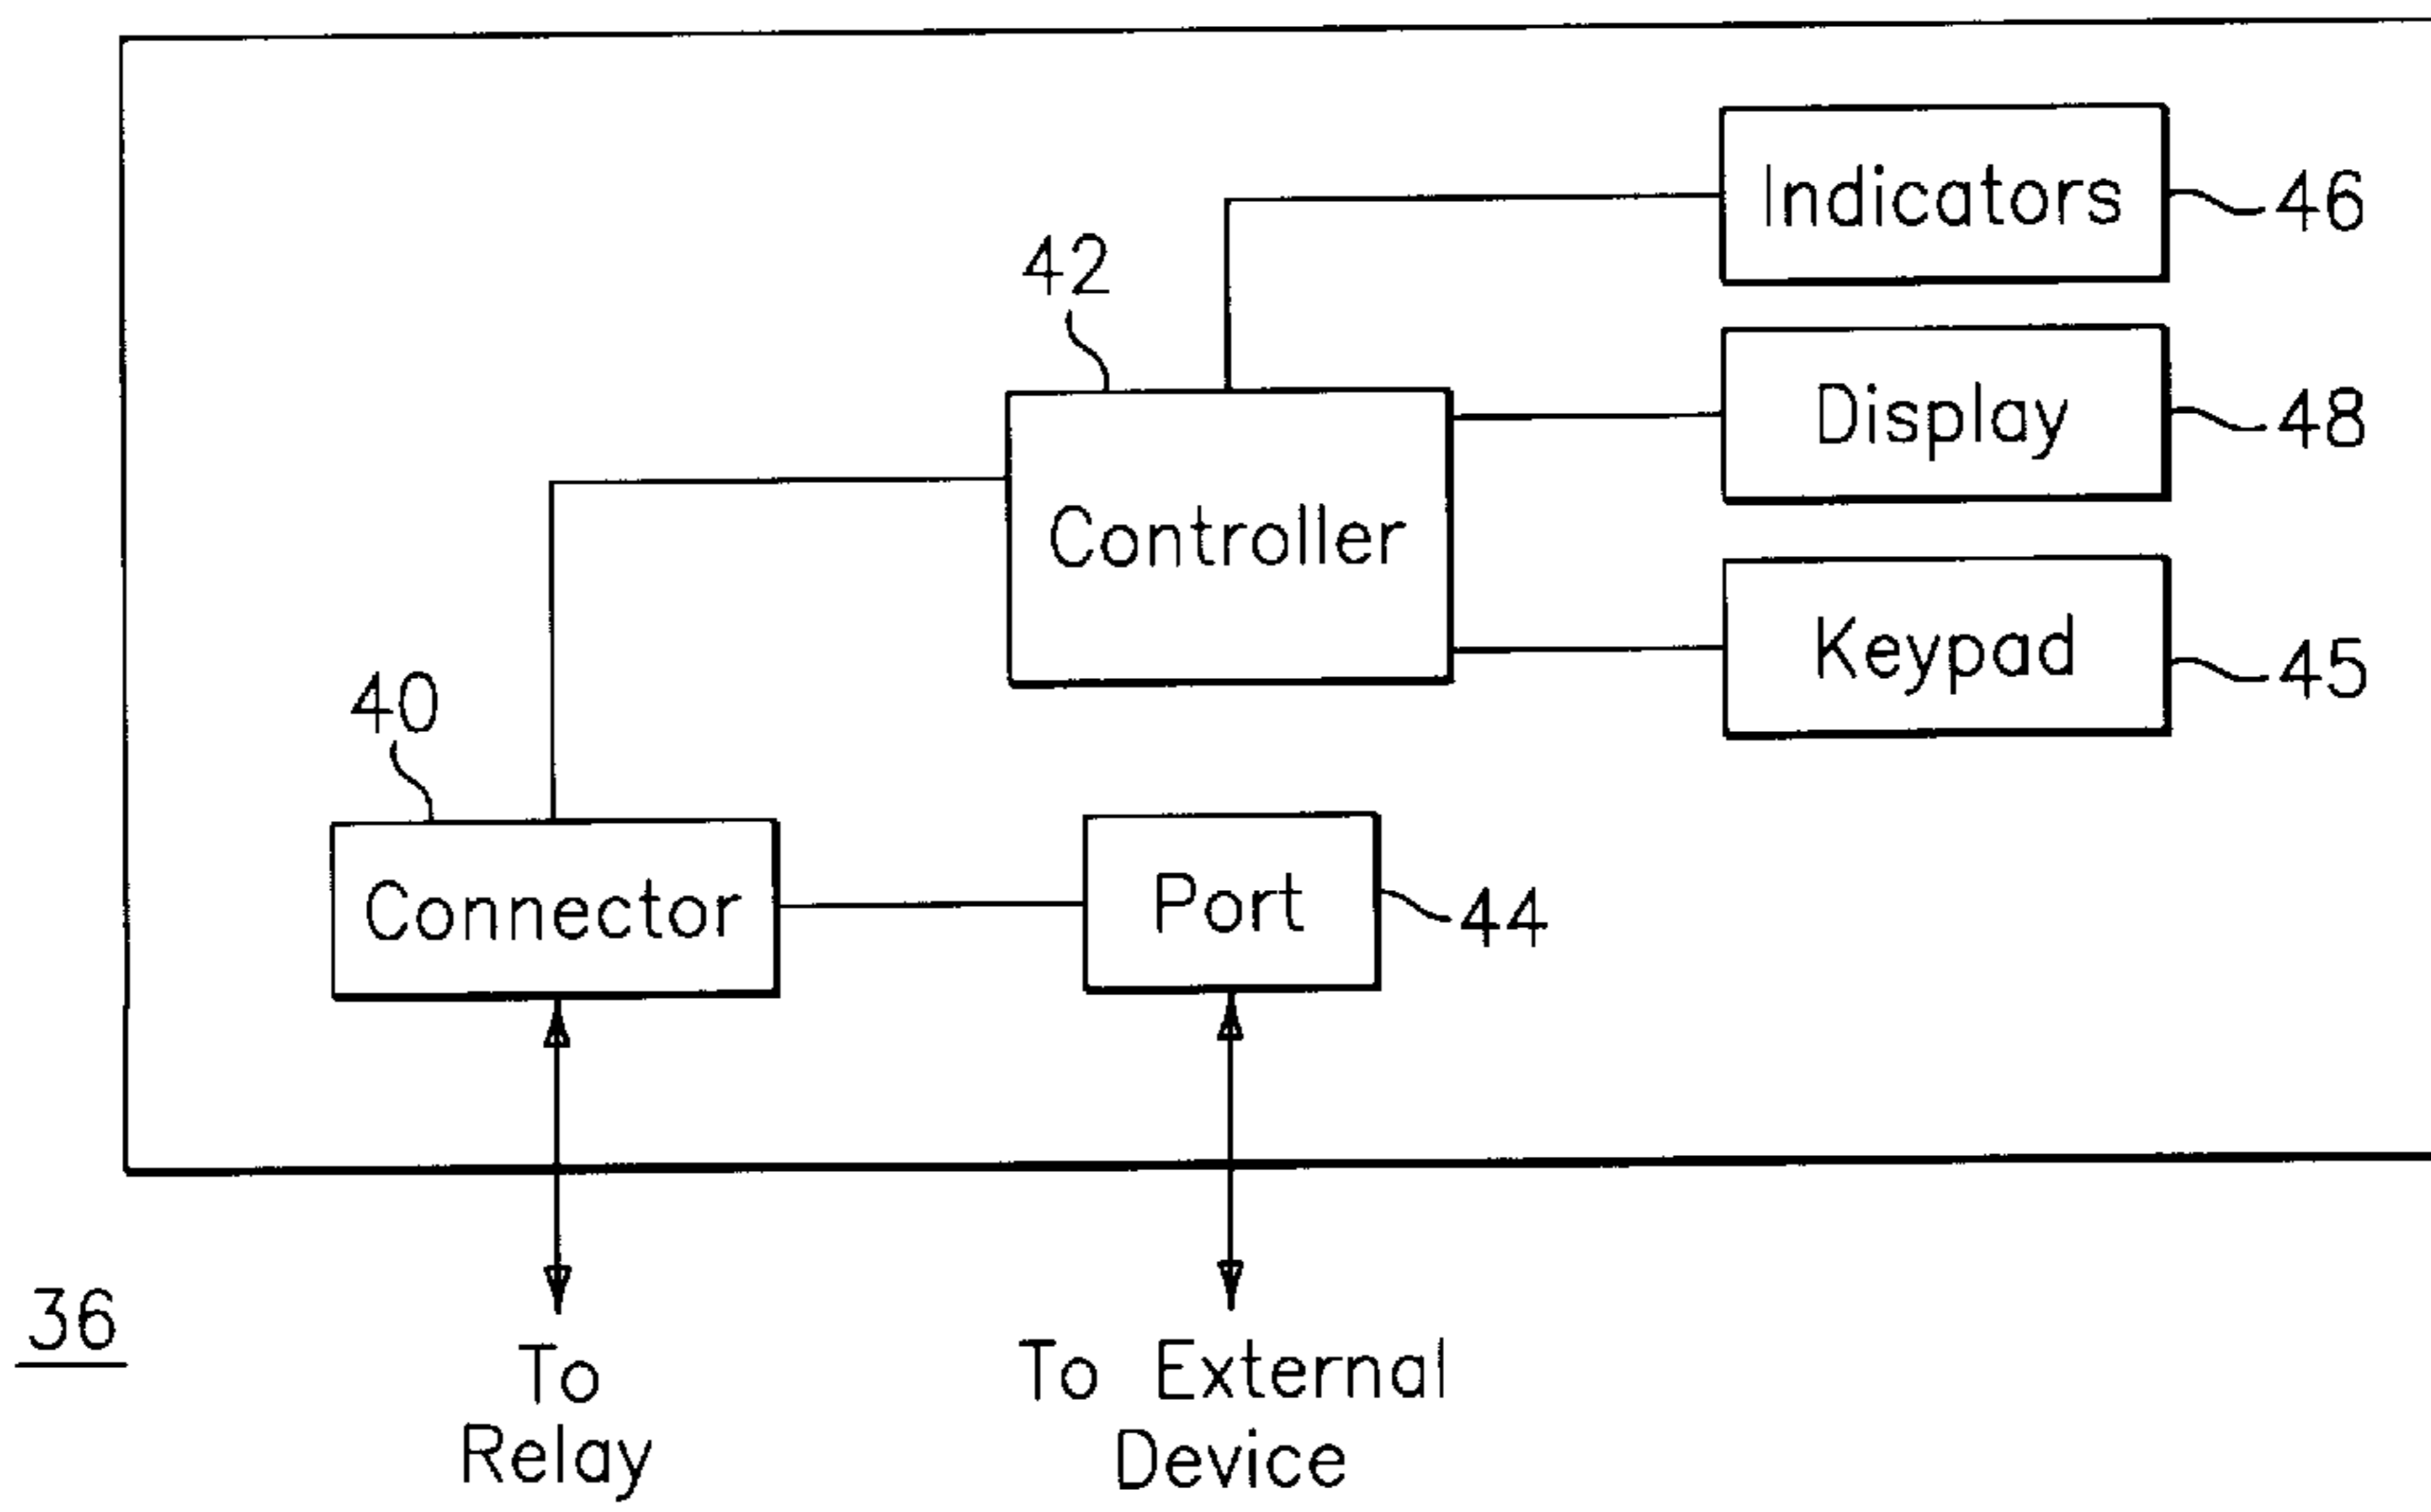 Indicators
46
42
Display
48
Controller
Keypad
45
40
Connector
Port
44
36
To
Relay
To External
Device